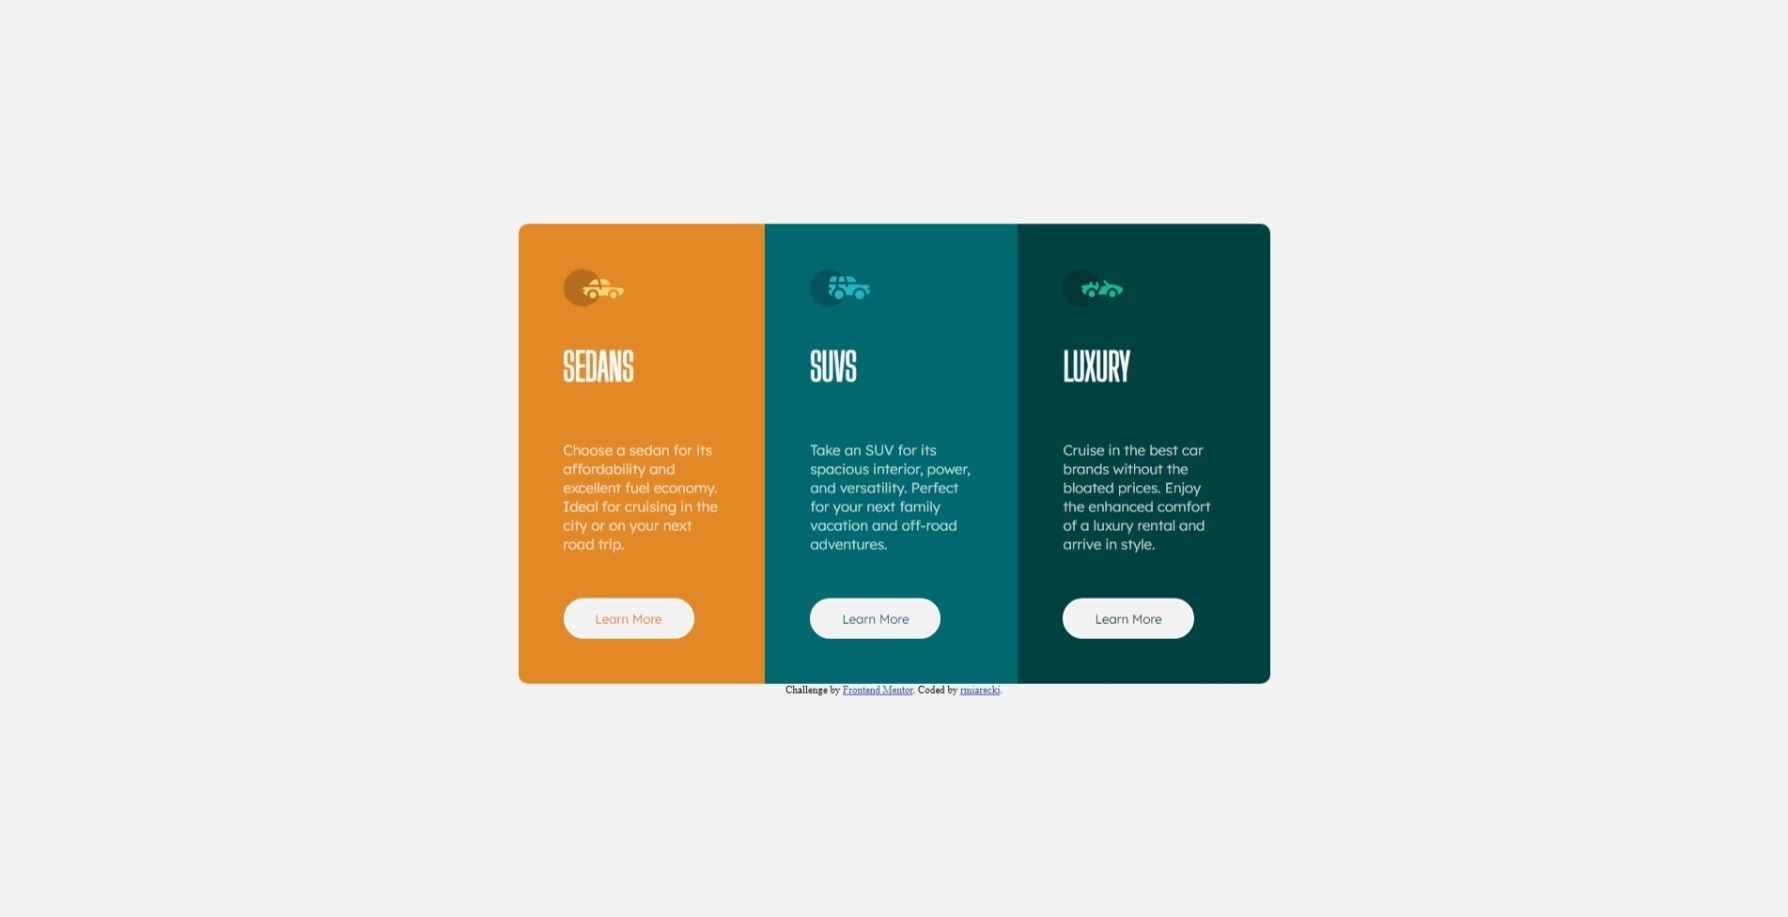 SEDANS
Choose a sedan for its
affordability and
excellent fuel economy.
Ideal for cruising in the
city or on your next
road trip.
Learn More
SUVS
Take an SUV for its
spacious interior, power,
and versatility. Perfect
for your next family
vacation and off-road
adventures.
Learn More
LUXURY
Cruise in the best car
brands without the
bloated prices. Enjoy
the enhanced comfort
of a luxury rental and
arrive in style.
Learn More
Challenge by Frontend Mentor. Coded by rmiarecki.